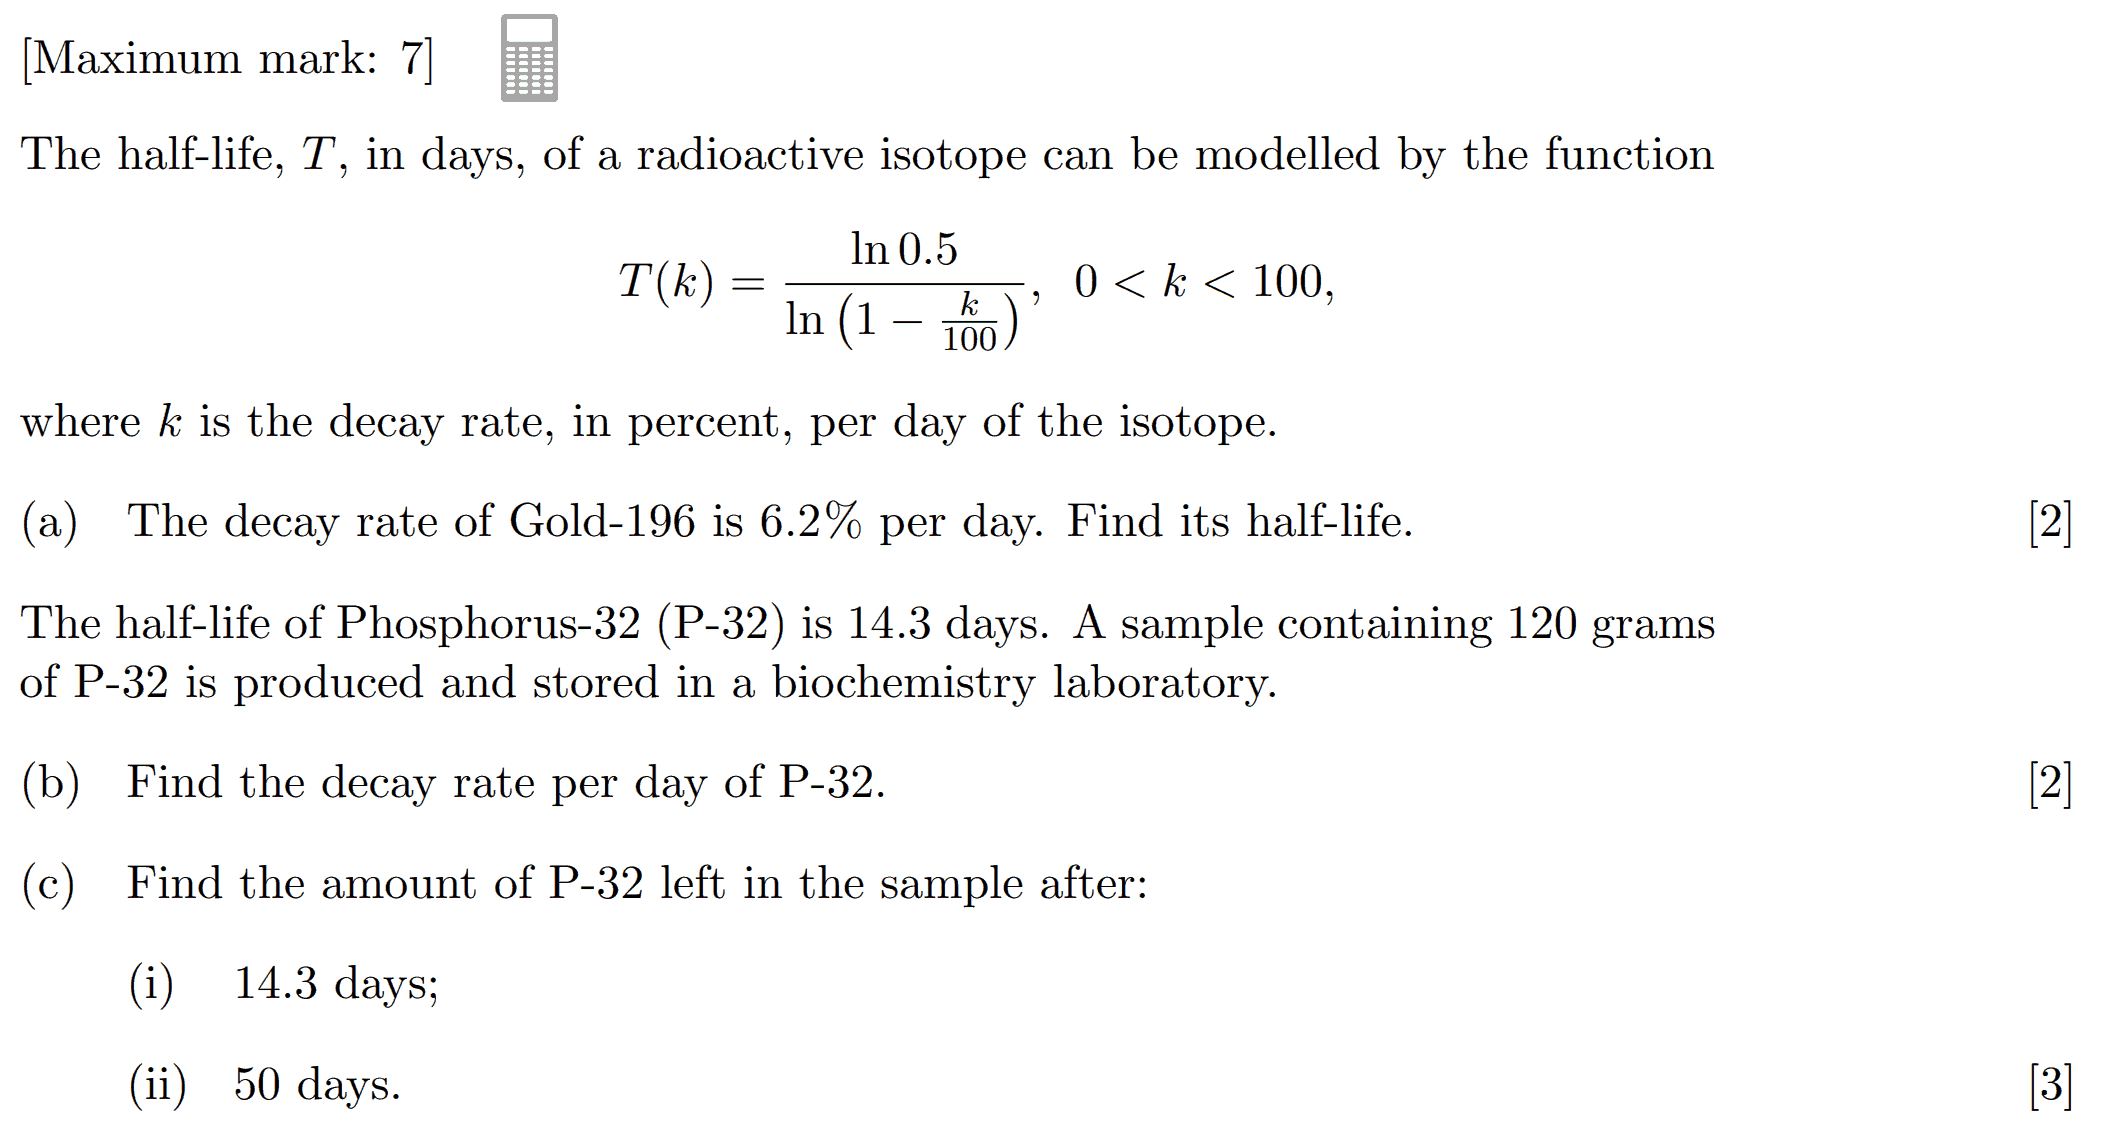 [Maximum mark: 7]
The half-life, T, in days, of a radioactive isotope can be modelled by the function
T(k) = \frac{\ln 0.5}{\ln\left(1 - \frac{k}{100}\right)}, 0 < k < 100,
where k is the decay rate, in percent, per day of the isotope.
(a) The decay rate of Gold-196 is 6.2% per day. Find its half-life. [2]
The half-life of Phosphorus-32 (P-32) is 14.3 days. A sample containing 120 grams
of P-32 is produced and stored in a biochemistry laboratory.
(b) Find the decay rate per day of P-32. [2]
(c) Find the amount of P-32 left in the sample after:
(i) 14.3 days;
(ii) 50 days. [3]